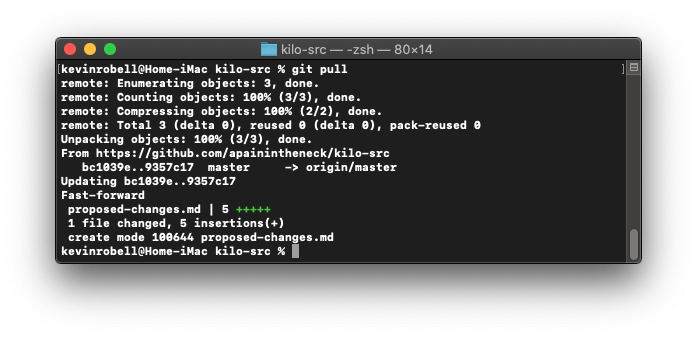 kilo-src — -zsh — 80×14
[kevinrobell@Home-iMac kilo-src % git pull ]
remote: Enumerating objects: 3, done.
remote: Counting objects: 100% (3/3), done.
remote: Compressing objects: 100% (2/2), done.
remote: Total 3 (delta 0), reused 0 (delta 0), pack-reused 0
Unpacking objects: 100% (3/3), done.
From https://github.com/apainintheneck/kilo-src
   bc1039e..9357c17  master     -> origin/master
Updating bc1039e..9357c17
Fast-forward
 proposed-changes.md | 5 +++++
 1 file changed, 5 insertions(+)
 create mode 100644 proposed-changes.md
kevinrobell@Home-iMac kilo-src %